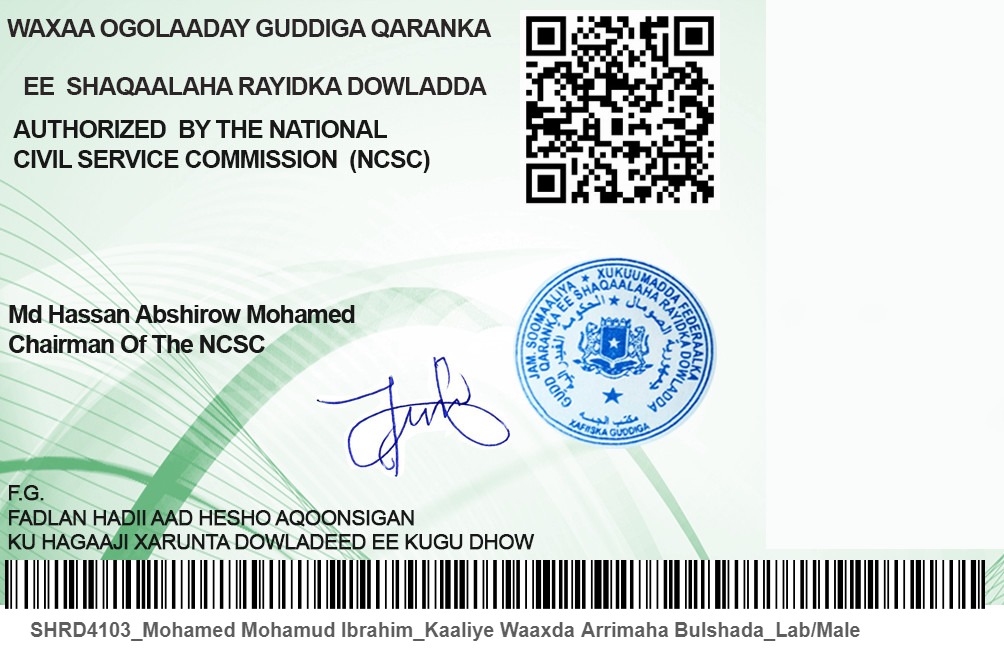 WAXAA OGOLAADAY GUDDIGA QARANKA
EE SHAQAALAHA RAYIDKA DOWLADDA
AUTHORIZED BY THE NATIONAL
CIVIL SERVICE COMMISSION (NCSC)
Md Hassan Abshirow Mohamed
Chairman Of The NCSC
JAM. SOOMAALIYA ★ XUKUUMADDA FEDERAALKA
GUDD QARANKA EE SHAQAALAHA RAYIDKA DOWLADDA
XAFIISKA GUDDIGA
F.G.
FADLAN HADII AAD HESHO AQOONSIGAN
KU HAGAAJI XARUNTA DOWLADEED EE KUGU DHOW
SHRD4103_Mohamed Mohamud Ibrahim_Kaaliye Waaxda Arrimaha Bulshada_Lab/Male